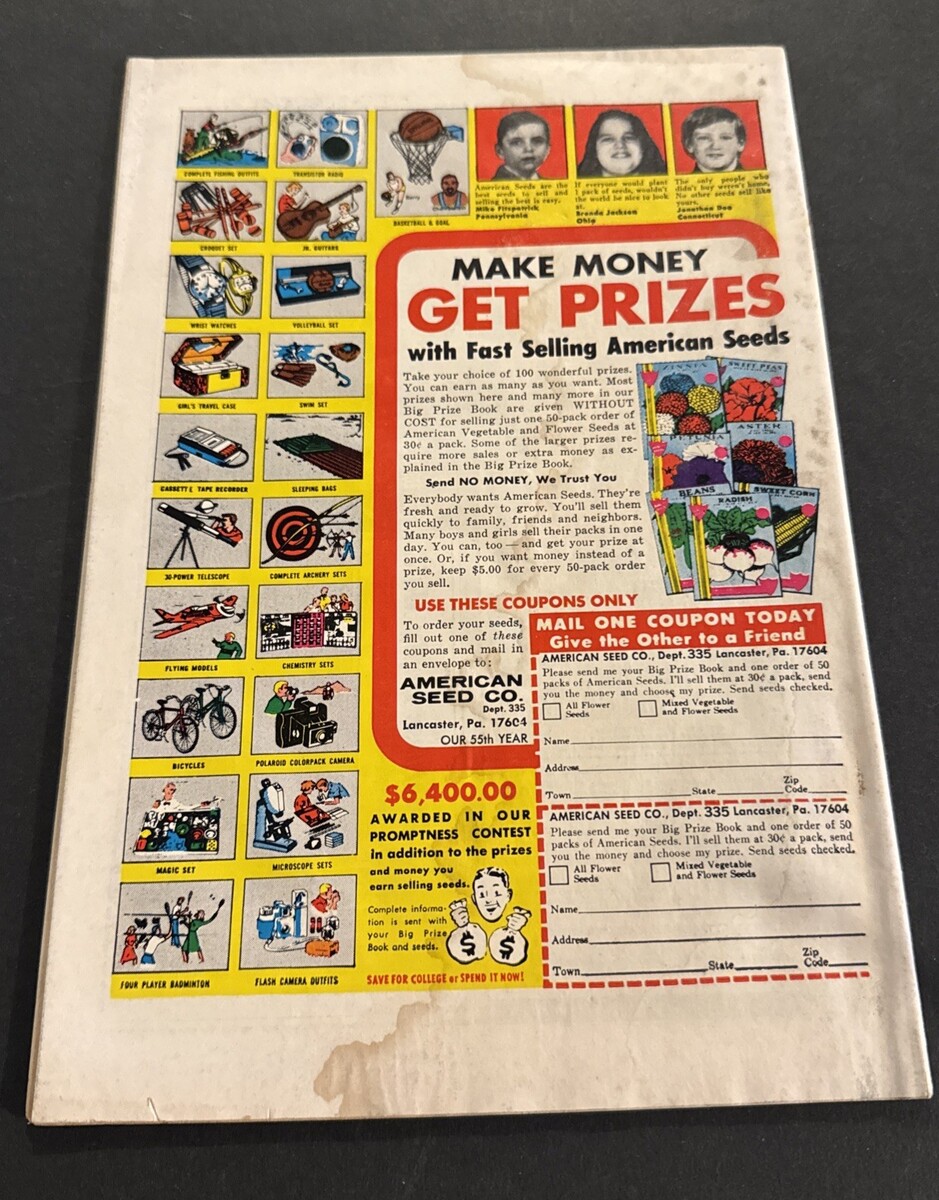 COMPLETE FISHING OUTFITS
TRANSISTOR RADIO
CROQUET SET
JR. GUITARS
BASKETBALL & GOAL
WRIST WATCHES
VOLLEYBALL SET
GIRL'S TRAVEL CASE
SWIM SET
CASSETTE TAPE RECORDER
SLEEPING BAGS
30-POWER TELESCOPE
COMPLETE ARCHERY SETS
FLYING MODELS
CHEMISTRY SETS
BICYCLES
POLAROID COLORPACK CAMERA
MAGIC SET
MICROSCOPE SETS
FOUR PLAYER BADMINTON
FLASH CAMERA OUTFITS
American Seeds are the
best seeds to sell and
selling the best is easy.
Mike Fitzpatrick
Pennsylvania
If everyone would plant
1 pack of seeds, wouldn't
the world be nice to look
at.
Brenda Jackson
Ohio
The only people who
didn't buy weren't home.
No other seeds sell like
yours.
Jonathan
Connecticut
MAKE MONEY
GET PRIZES
with Fast Selling American Seeds
Take your choice of 100 wonderful prizes.
You can earn as many as you want. Most
prizes shown here and many more in our
Big Prize Book are given WITHOUT
COST for selling just one 50-pack order of
American Vegetable and Flower Seeds at
30¢ a pack. Some of the larger prizes re-
quire more sales or extra money as ex-
plained in the Big Prize Book.
Send NO MONEY, We Trust You
Everybody wants American Seeds. They're
fresh and ready to grow. You'll sell them
quickly to family, friends and neighbors.
Many boys and girls sell their packs in one
day. You can, too — and get your prize at
once. Or, if you want money instead of a
prize, keep $5.00 for every 50-pack order
you sell.
ZINNIA
SWEET PEAS
PETUNIA
ASTER
BEANS
RADISH
SWEET CORN
USE THESE COUPONS ONLY
To order your seeds,
fill out one of these
coupons and mail in
an envelope to:
AMERICAN
SEED CO.
Dept. 335
Lancaster, Pa. 17604
OUR 55th YEAR
MAIL ONE COUPON TODAY
Give the Other to a Friend
AMERICAN SEED CO., Dept. 335 Lancaster, Pa. 17604
Please send me your Big Prize Book and one order of 50
packs of American Seeds. I'll sell them at 30¢ a pack, send
you the money and choose my prize. Send seeds checked.
All Flower
Seeds
Mixed Vegetable
and Flower Seeds
Name
Address
Town State Zip
Code
AMERICAN SEED CO., Dept. 335 Lancaster, Pa. 17604
Please send me your Big Prize Book and one order of 50
packs of American Seeds. I'll sell them at 30¢ a pack, send
you the money and choose my prize. Send seeds checked.
All Flower
Seeds
Mixed Vegetable
and Flower Seeds
Name
Address
Town State Zip
Code
$6,400.00
AWARDED IN OUR
PROMPTNESS CONTEST
in addition to the prizes
and money you
earn selling seeds.
Complete informa-
tion is sent with
your Big Prize
Book and seeds.
$ $
SAVE FOR COLLEGE or SPEND IT NOW!